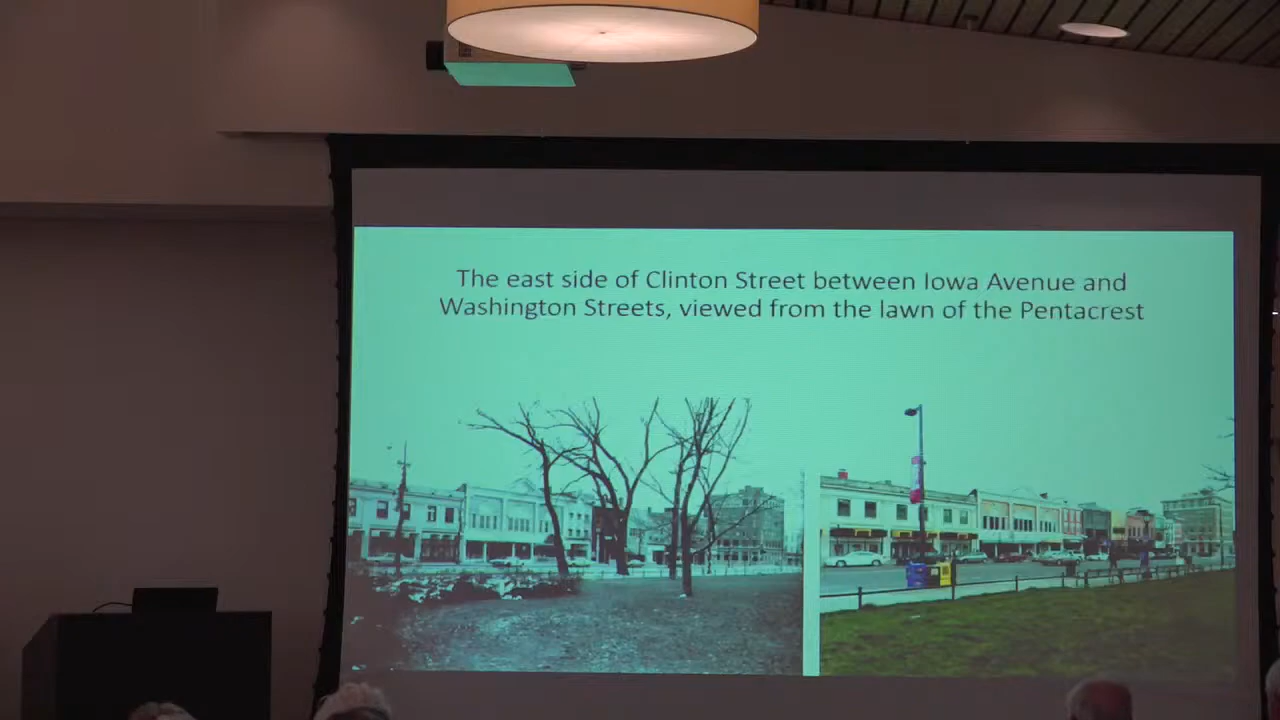 The east side of Clinton Street between Iowa Avenue and
Washington Streets, viewed from the lawn of the Pentacrest